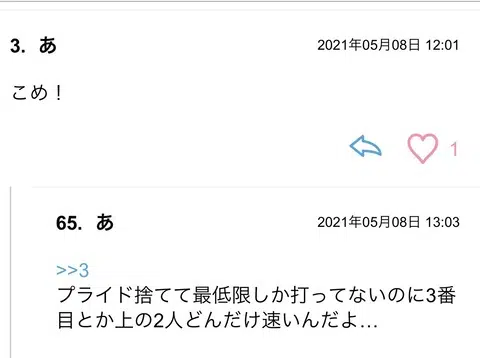 3. あ 2021年05月08日 12:01
こめ！
1
65. あ 2021年05月08日 13:03
>>3
プライド捨てて最低限しか打ってないのに3番
目とか上の2人どんだけ速いんだよ…